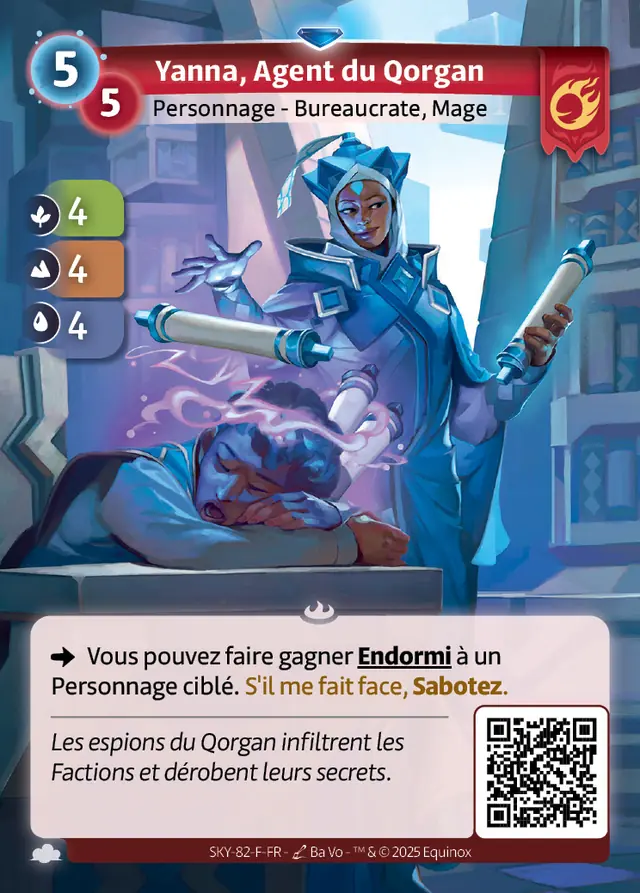 5
5
Yanna, Agent du Qorgan
Personnage - Bureaucrate, Mage
4
4
4
➔ Vous pouvez faire gagner Endormi à un
Personnage ciblé. S'il me fait face, Sabotez.
Les espions du Qorgan infiltrent les
Factions et dérobent leurs secrets.
SKY-82-F-FR - Ba Vo - ™ & © 2025 Equinox